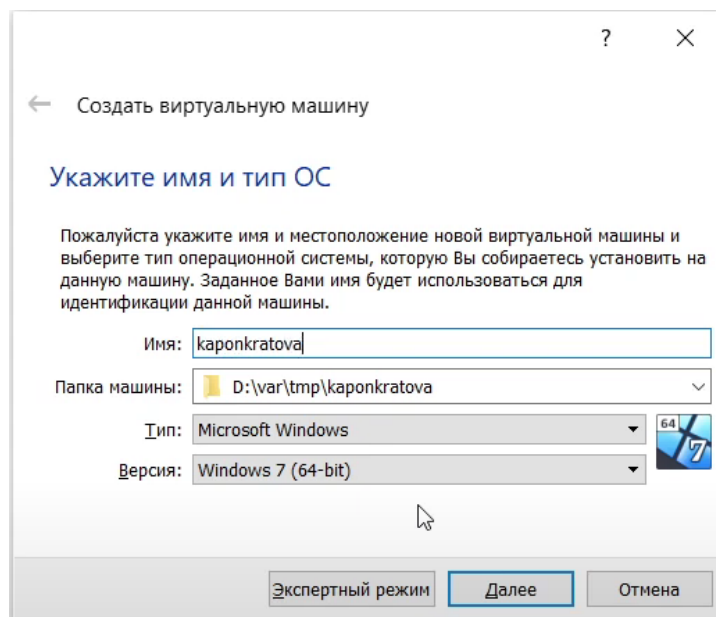 ?
Создать виртуальную машину
Укажите имя и тип ОС
Пожалуйста укажите имя и местоположение новой виртуальной машины и
выберите тип операционной системы, которую Вы собираетесь установить на
данную машину. Заданное Вами имя будет использоваться для
идентификации данной машины.
Имя: kaponkratova
Папка машины: D:\var\tmp\kaponkratova
Тип: Microsoft Windows
64
7
Версия: Windows 7 (64-bit)
Экспертный режим Далее Отмена